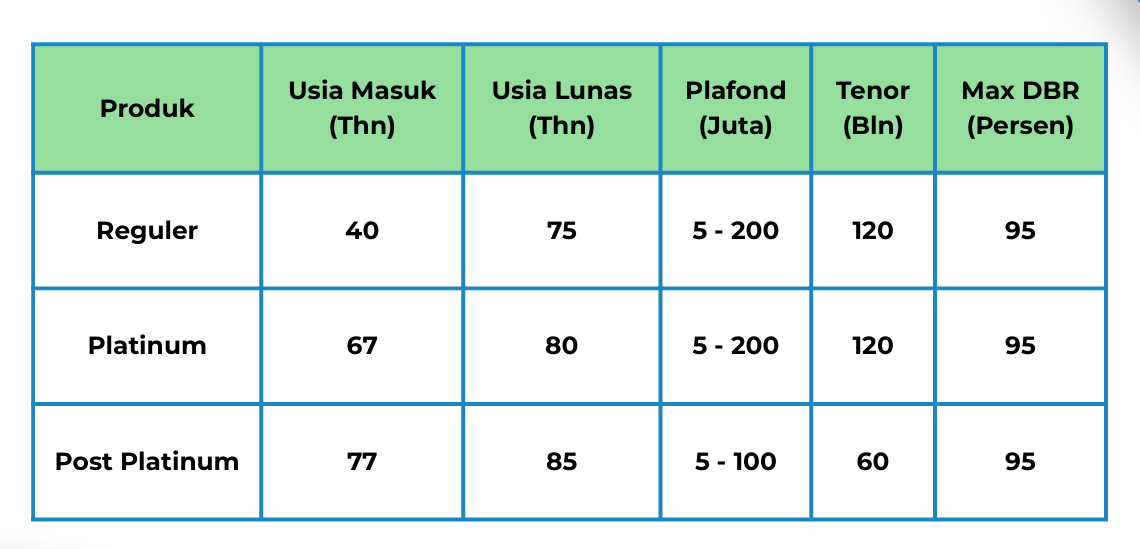 Produk Usia Masuk (Thn) Usia Lunas (Thn) Plafond (Juta) Tenor (Bln) Max DBR (Persen)
Reguler 40 75 5 - 200 120 95
Platinum 67 80 5 - 200 120 95
Post Platinum 77 85 5 - 100 60 95